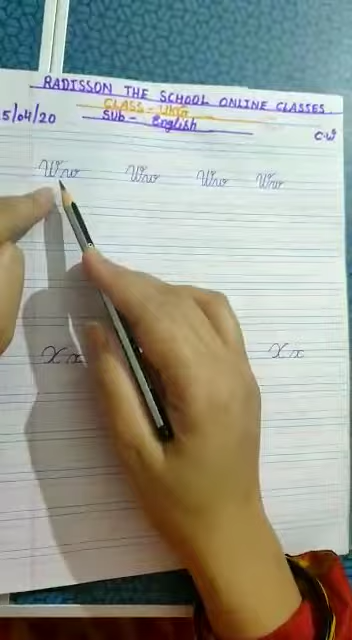 RADISSON THE SCHOOL ONLINE CLASSES
CLASS - UKG
5/04/20 SUB - English
C.W
Ww Ww Ww Ww
Xx Xx